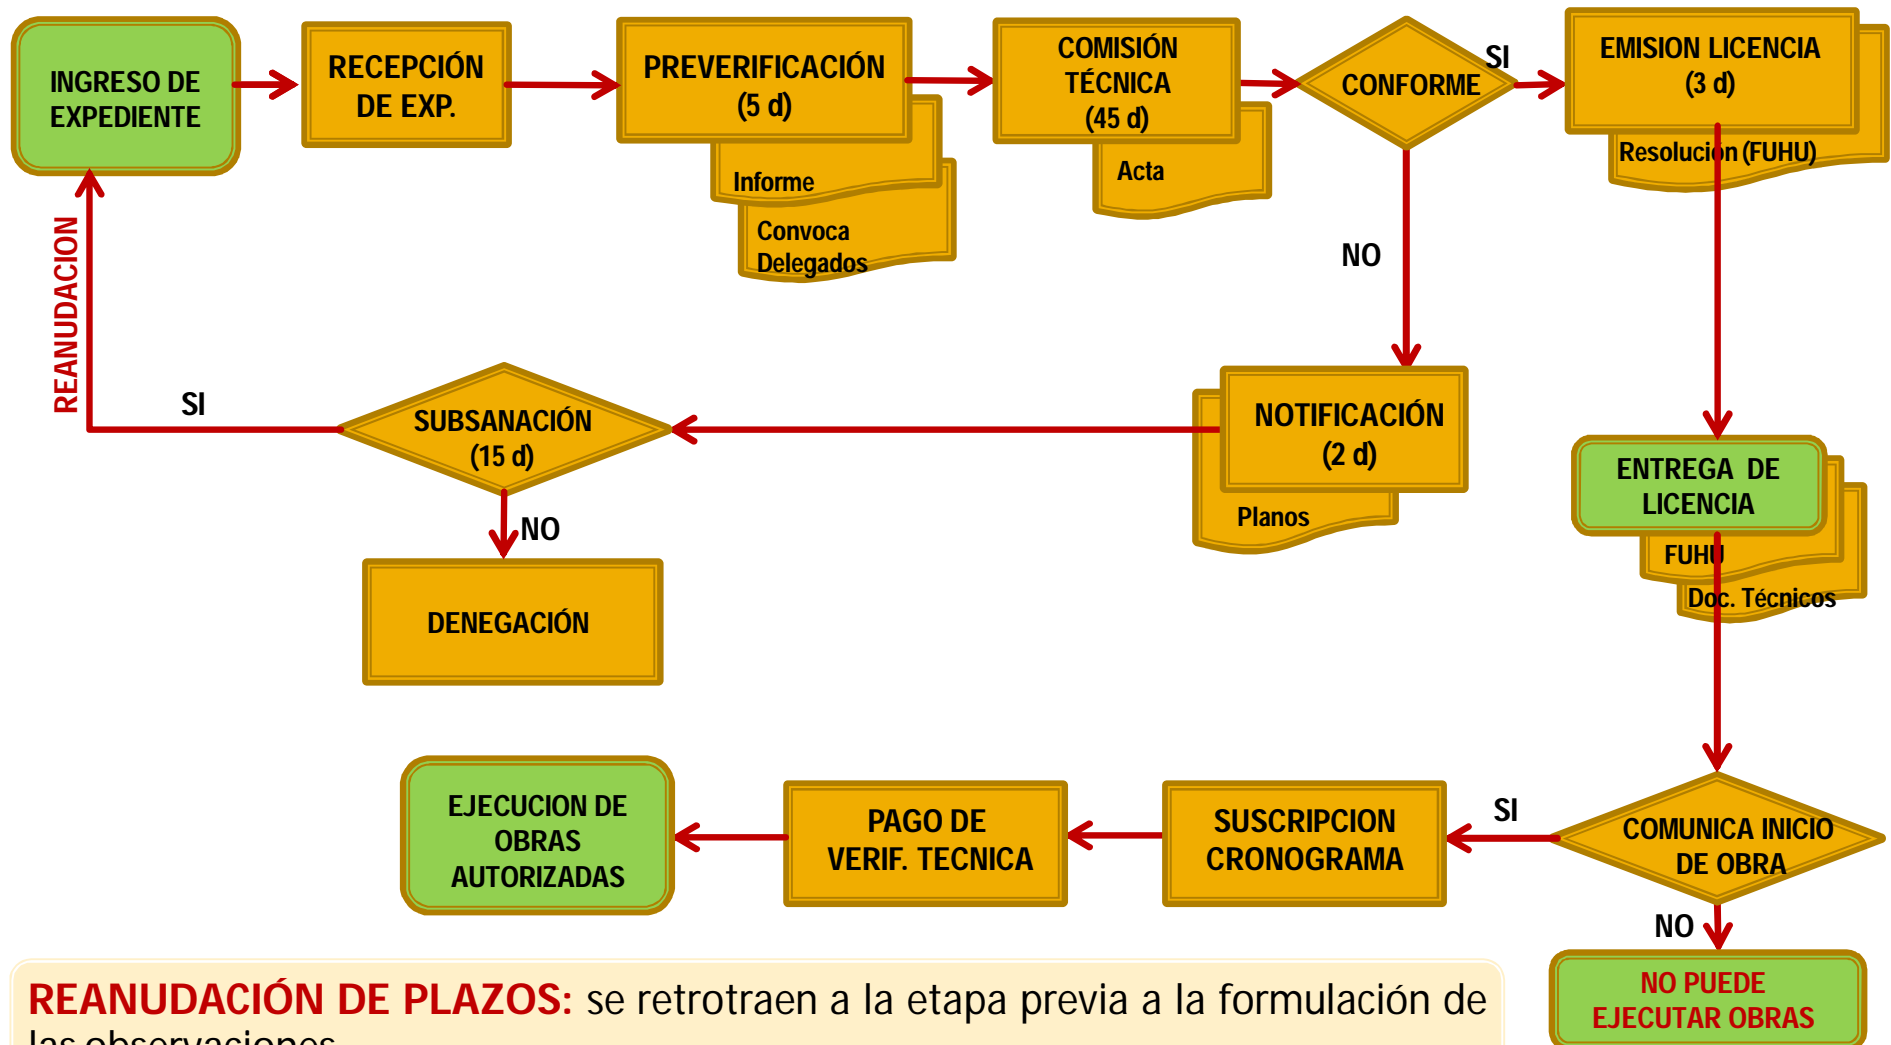 INGRESO DE
EXPEDIENTE
RECEPCIÓN
DE EXP.
PREVERIFICACIÓN
(5 d)
Informe
Convoca
Delegados
COMISIÓN
TÉCNICA
(45 d)
Acta
CONFORME
SI
EMISION LICENCIA
(3 d)
Resolución (FUHU)
NO
REANUDACION
SI
SUBSANACIÓN
(15 d)
NO
DENEGACIÓN
NOTIFICACIÓN
(2 d)
Planos
ENTREGA DE
LICENCIA
FUHU
Doc. Técnicos
EJECUCION DE
OBRAS
AUTORIZADAS
PAGO DE
VERIF. TECNICA
SUSCRIPCION
CRONOGRAMA
SI
COMUNICA INICIO
DE OBRA
NO
NO PUEDE
EJECUTAR OBRAS
REANUDACIÓN DE PLAZOS: se retrotraen a la etapa previa a la formulación de
las observaciones